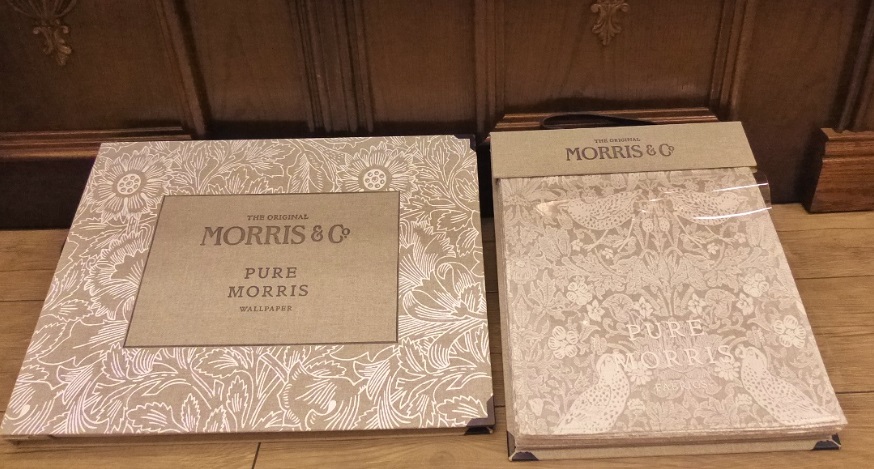 THE ORIGINAL
MORRIS & Co
PURE
MORRIS
WALLPAPER
THE ORIGINAL
MORRIS & Co
PURE
MORRIS